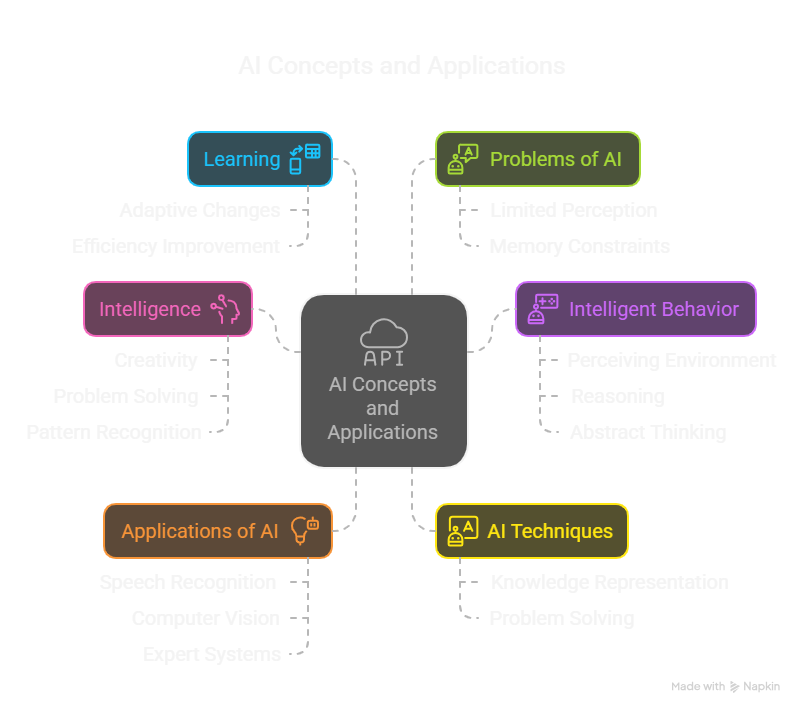 AI Concepts and Applications
Learning
Adaptive Changes
Efficiency Improvement
Problems of AI
Limited Perception
Memory Constraints
Intelligence
Creativity
Problem Solving
Pattern Recognition
API
AI Concepts
and
Applications
Intelligent Behavior
Perceiving Environment
Reasoning
Abstract Thinking
Applications of AI
Speech Recognition
Computer Vision
Expert Systems
A
AI Techniques
Knowledge Representation
Problem Solving
Made with Napkin